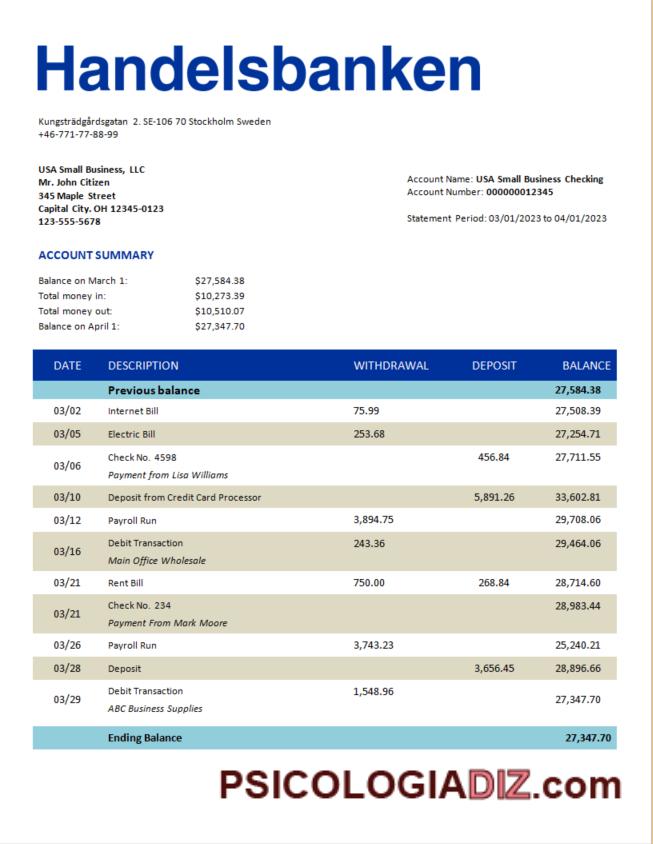 Handelsbanken
Kungsträdgårdsgatan 2. SE-106 70 Stockholm Sweden
+46-771-77-88-99
USA Small Business, LLC
Mr. John Citizen
345 Maple Street
Capital City. OH 12345-0123
123-555-5678
Account Name: USA Small Business Checking
Account Number: 000000012345
Statement Period: 03/01/2023 to 04/01/2023
ACCOUNT SUMMARY
Balance on March 1: $27,584.38
Total money in: $10,273.39
Total money out: $10,510.07
Balance on April 1: $27,347.70
DATE DESCRIPTION WITHDRAWAL DEPOSIT BALANCE
Previous balance 27,584.38
03/02 Internet Bill 75.99 27,508.39
03/05 Electric Bill 253.68 27,254.71
03/06 Check No. 4598 456.84 27,711.55
Payment from Lisa Williams
03/10 Deposit from Credit Card Processor 5,891.26 33,602.81
03/12 Payroll Run 3,894.75 29,708.06
03/16 Debit Transaction 243.36 29,464.06
Main Office Wholesale
03/21 Rent Bill 750.00 268.84 28,714.60
03/21 Check No. 234 28,983.44
Payment From Mark Moore
03/26 Payroll Run 3,743.23 25,240.21
03/28 Deposit 3,656.45 28,896.66
03/29 Debit Transaction 1,548.96 27,347.70
ABC Business Supplies
Ending Balance 27,347.70
PSICOLOGIADIZ.com